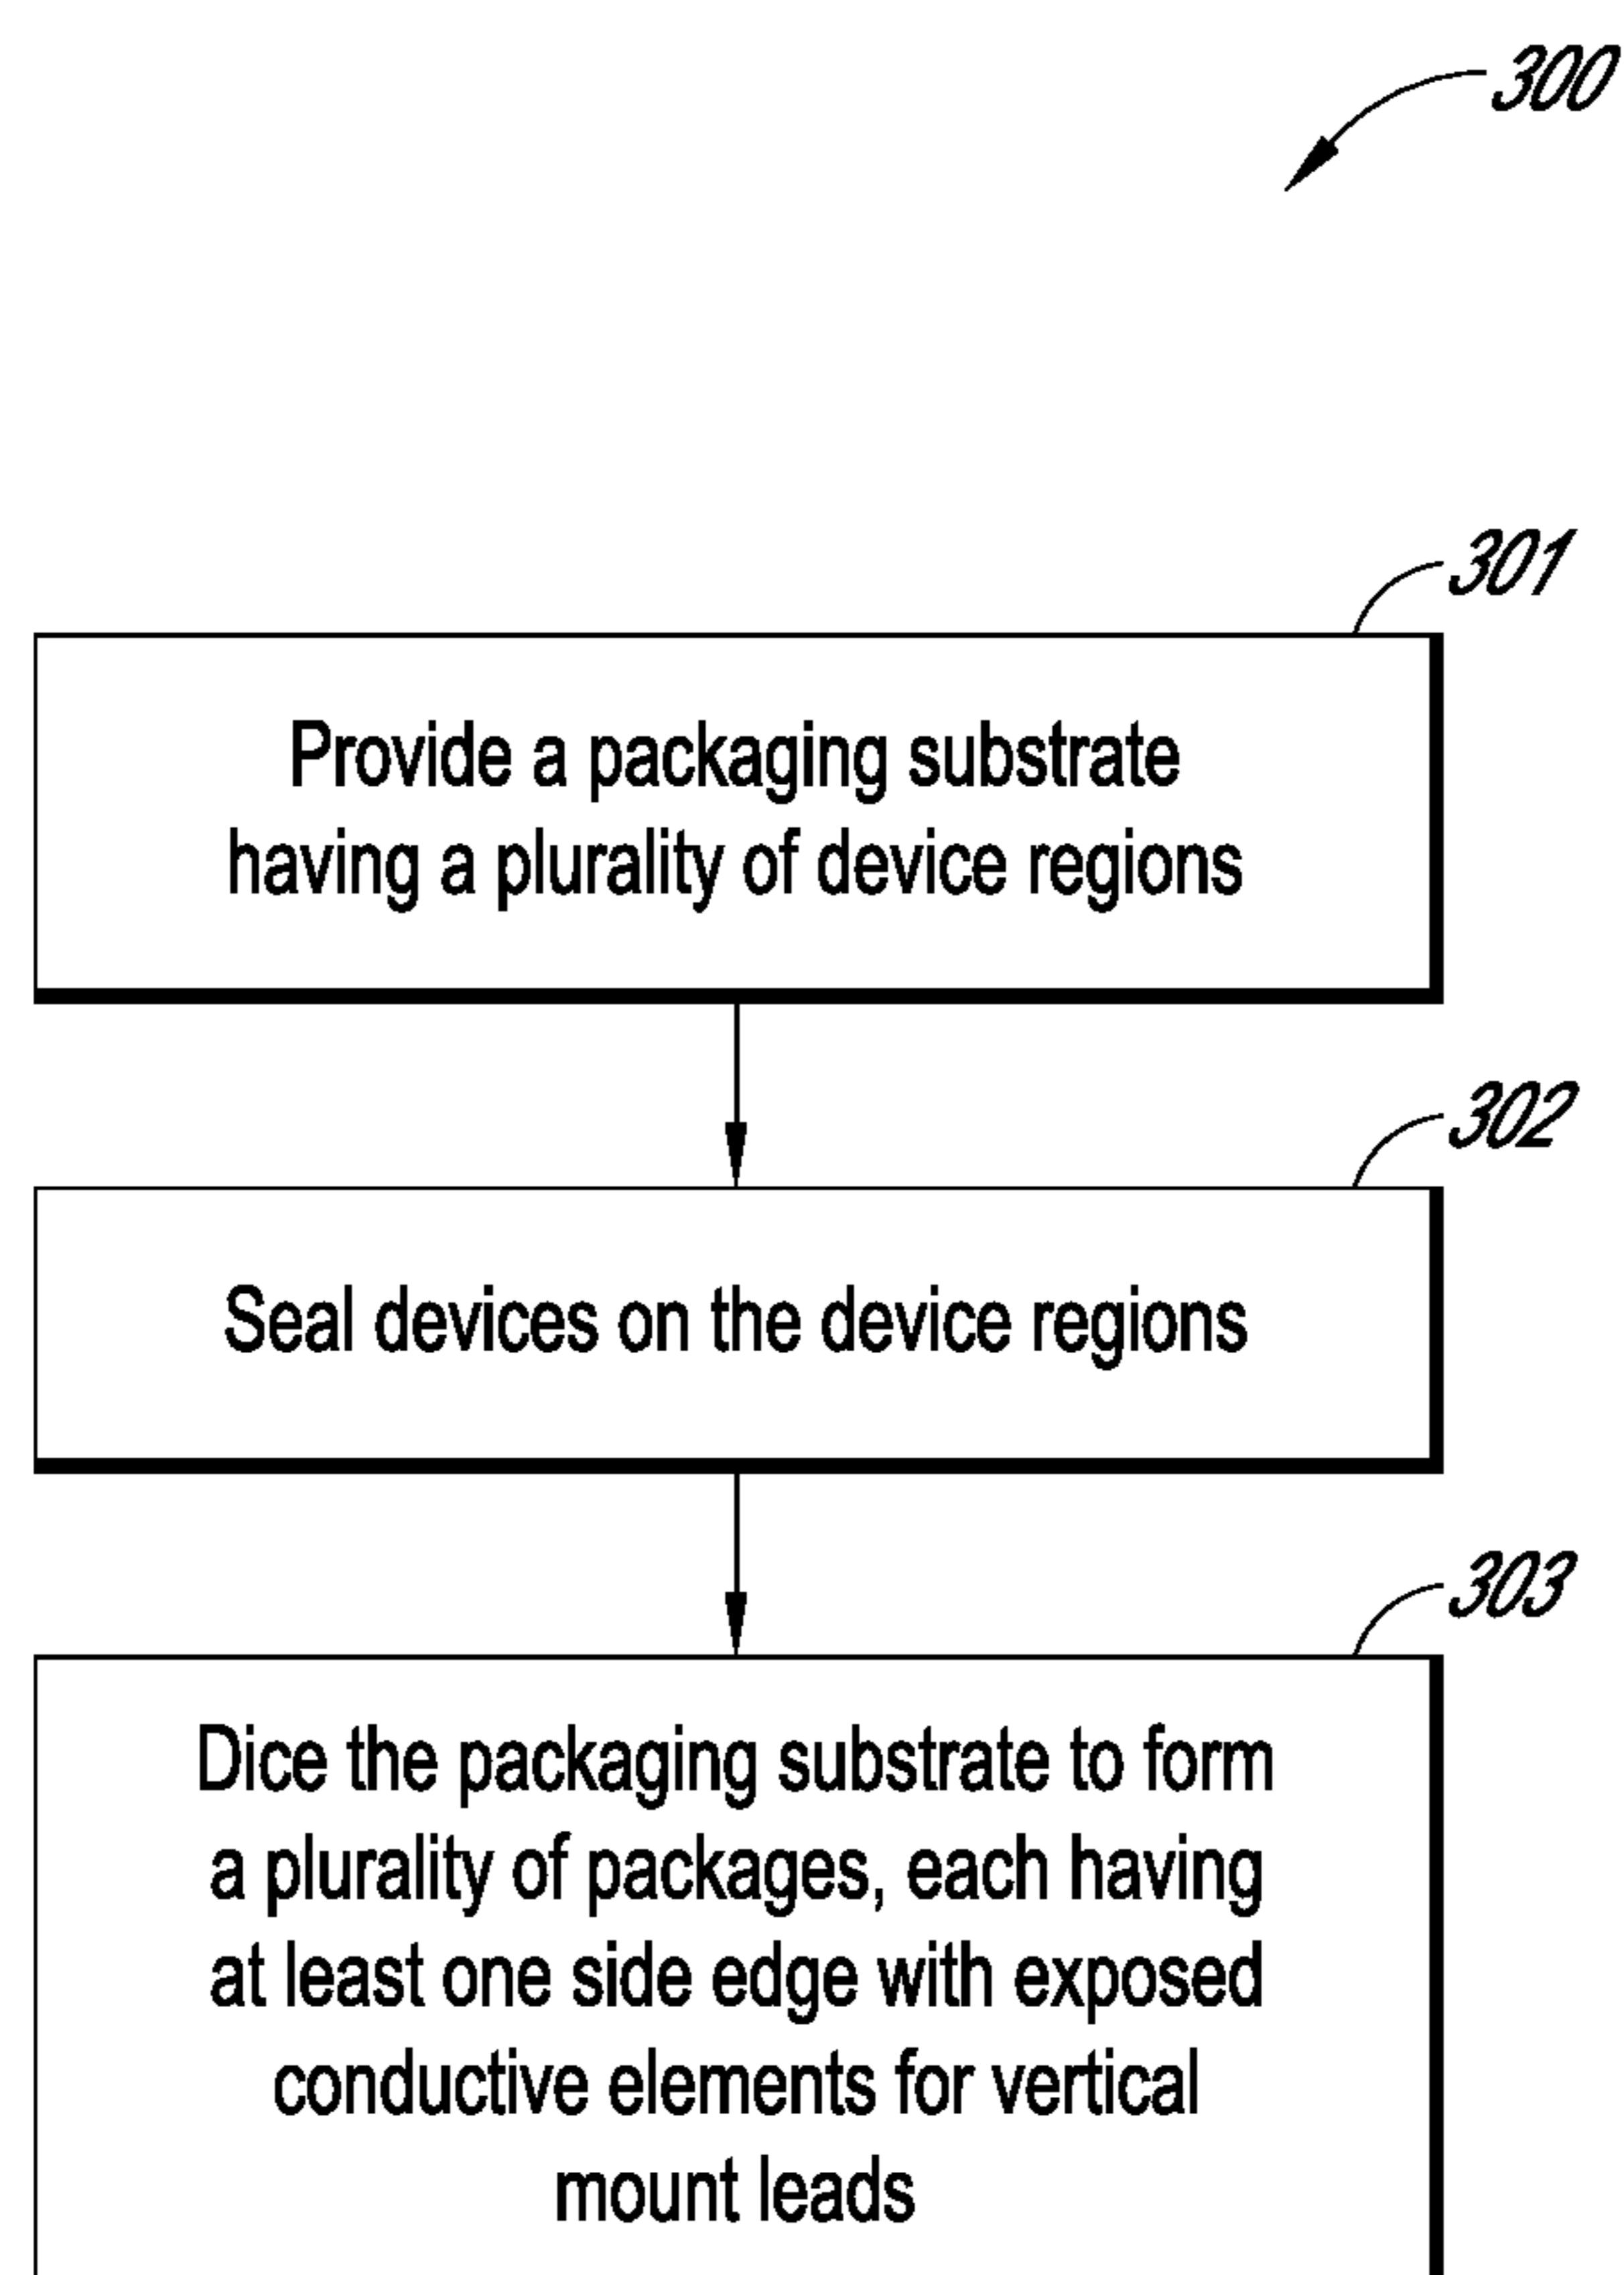 300
301
Provide a packaging substrate
having a plurality of device regions
302
Seal devices on the device regions
303
Dice the packaging substrate to form
a plurality of packages, each having
at least one side edge with exposed
conductive elements for vertical
mount leads